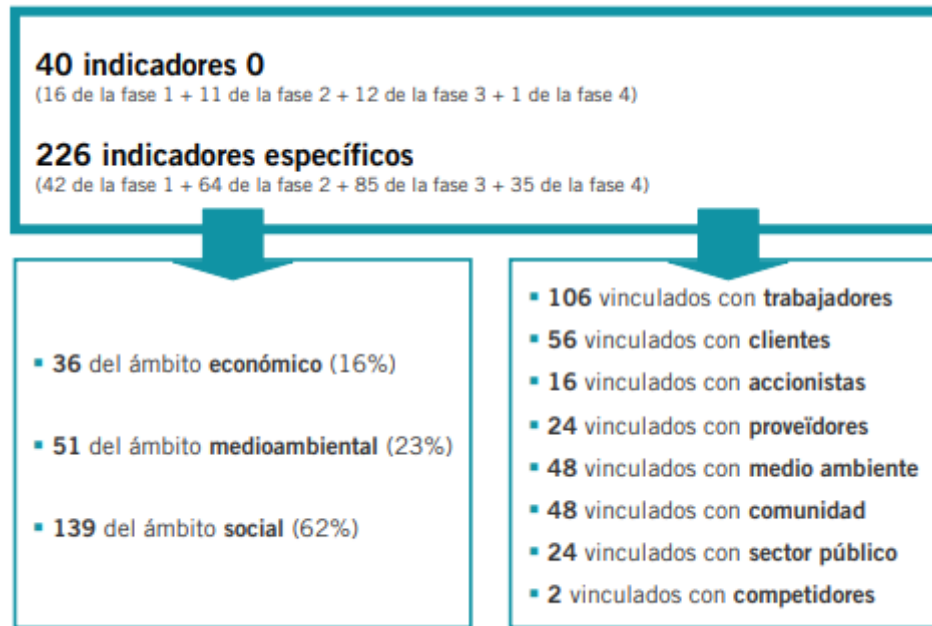 40 indicadores 0
(16 de la fase 1 + 11 de la fase 2 + 12 de la fase 3 + 1 de la fase 4)
226 indicadores específicos
(42 de la fase 1 + 64 de la fase 2 + 85 de la fase 3 + 35 de la fase 4)
▪ 36 del ámbito económico (16%)
▪ 51 del ámbito medioambiental (23%)
▪ 139 del ámbito social (62%)
▪ 106 vinculados con trabajadores
▪ 56 vinculados con clientes
▪ 16 vinculados con accionistas
▪ 24 vinculados con proveïdores
▪ 48 vinculados con medio ambiente
▪ 48 vinculados con comunidad
▪ 24 vinculados con sector público
▪ 2 vinculados con competidores